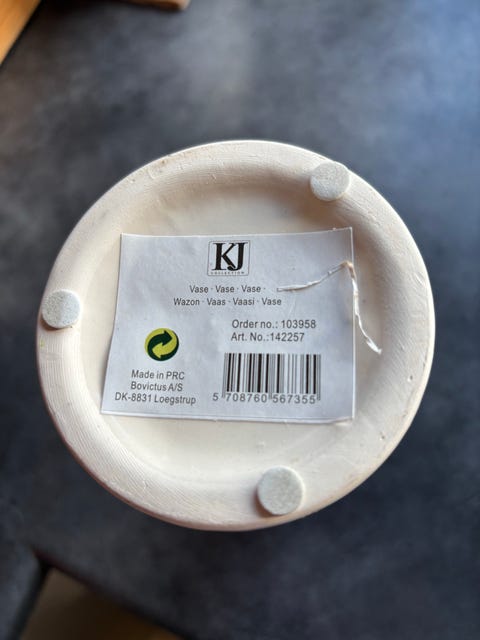 KJ
COLLECTION
Vase · Vase · Vase ·
Wazon · Vaas · Vaasi · Vase
Order no.: 103958
Art. No.:142257
Made in PRC
Bovictus A/S
DK-8831 Loegstrup
5 708760 567355